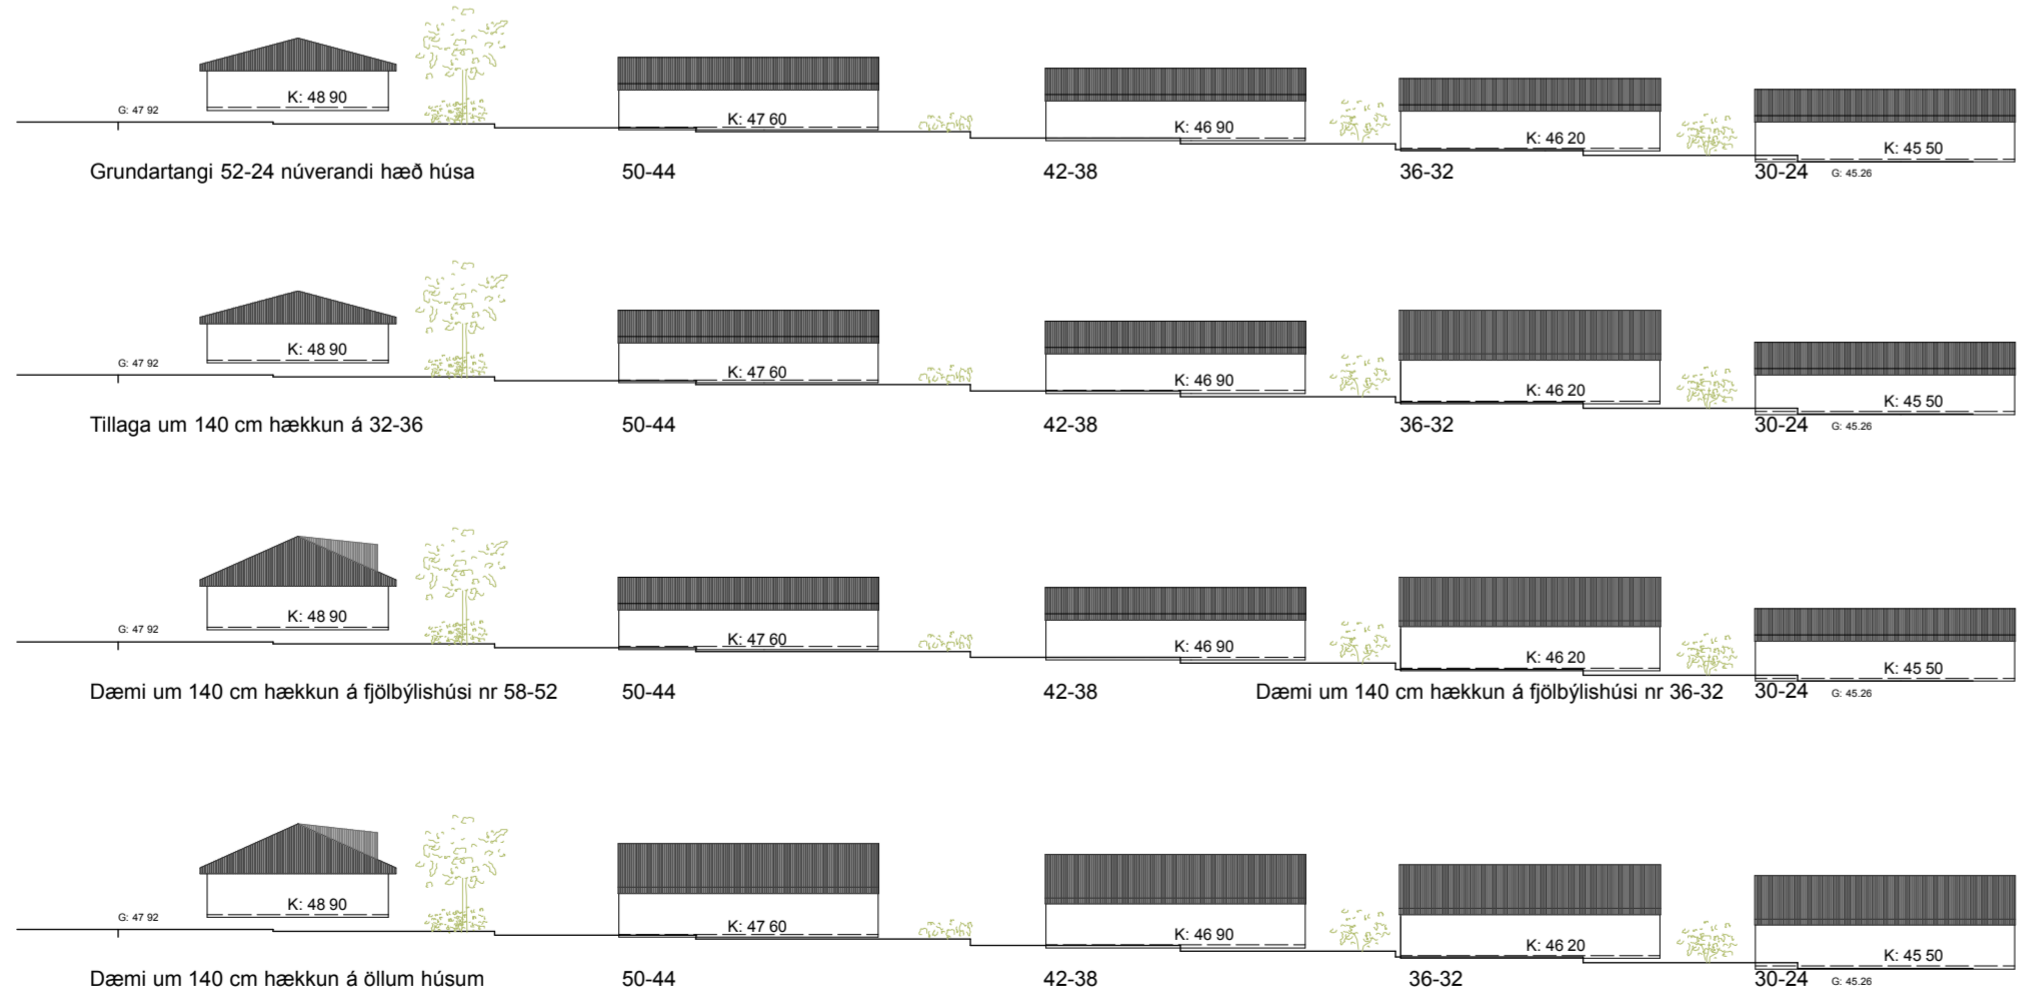 G: 47 92
K: 48 90
K: 47 60
K: 46 90
K: 46 20
K: 45 50
Grundartangi 52-24 núverandi hæð húsa
50-44
42-38
36-32
30-24
G: 45.26
G: 47 92
K: 48 90
K: 47 60
K: 46 90
K: 46 20
K: 45 50
Tillaga um 140 cm hækkun á 32-36
50-44
42-38
36-32
30-24
G: 45.26
G: 47 92
K: 48 90
K: 47 60
K: 46 90
K: 46 20
K: 45 50
Dæmi um 140 cm hækkun á fjölbýlishúsi nr 58-52
50-44
42-38
Dæmi um 140 cm hækkun á fjölbýlishúsi nr 36-32
30-24
G: 45.26
G: 47 92
K: 48 90
K: 47 60
K: 46 90
K: 46 20
K: 45 50
Dæmi um 140 cm hækkun á öllum húsum
50-44
42-38
36-32
30-24
G: 45.26